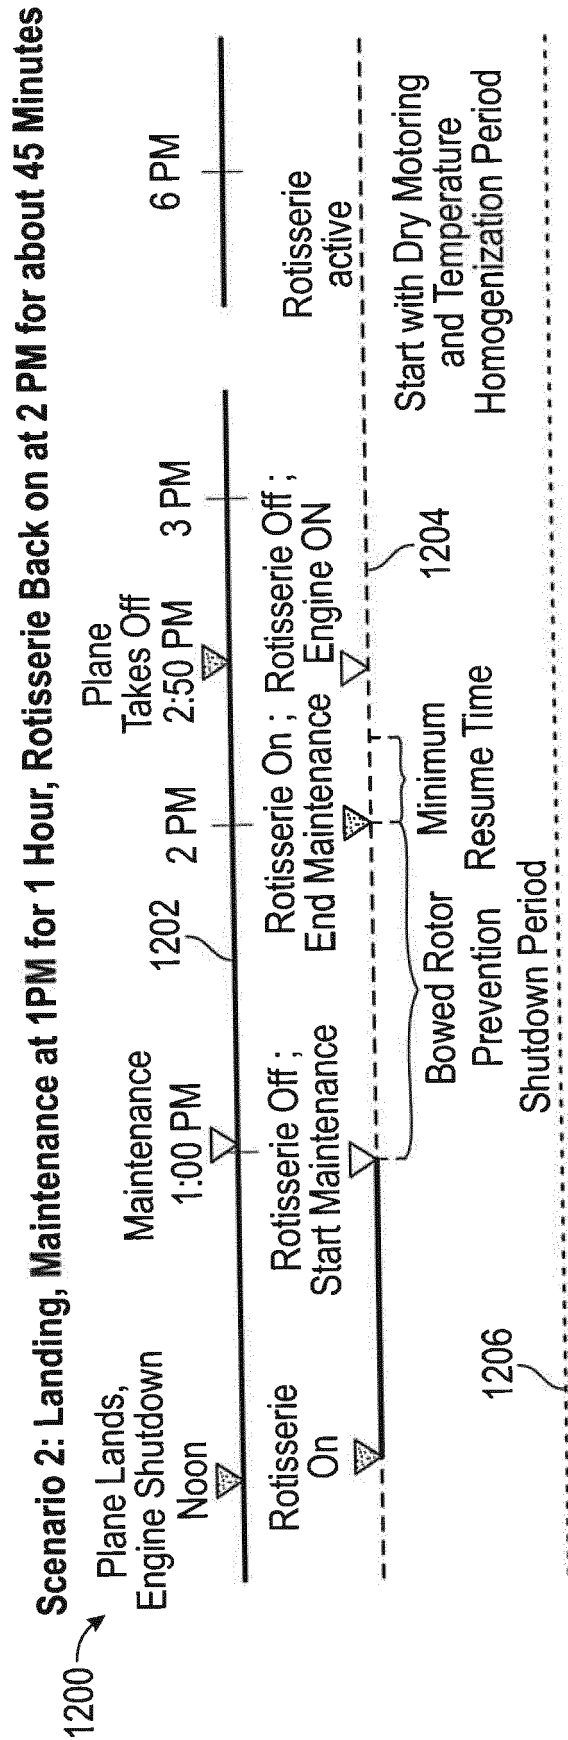 1200
Scenario 2: Landing, Maintenance at 1PM for 1 Hour, Rotisserie Back on at 2 PM for about 45 Minutes
Plane Lands,
Engine Shutdown
Noon
Maintenance
1:00 PM
1202
2 PM
Plane
Takes Off
2:50 PM
3 PM
6 PM
Rotisserie
On
Rotisserie Off ;
Start Maintenance
Rotisserie On ;
End Maintenance
Rotisserie Off ;
Engine ON
Rotisserie
active
1204
Bowed Rotor
Prevention
Shutdown Period
Minimum
Resume Time
Start with Dry Motoring
and Temperature
Homogenization Period
1206